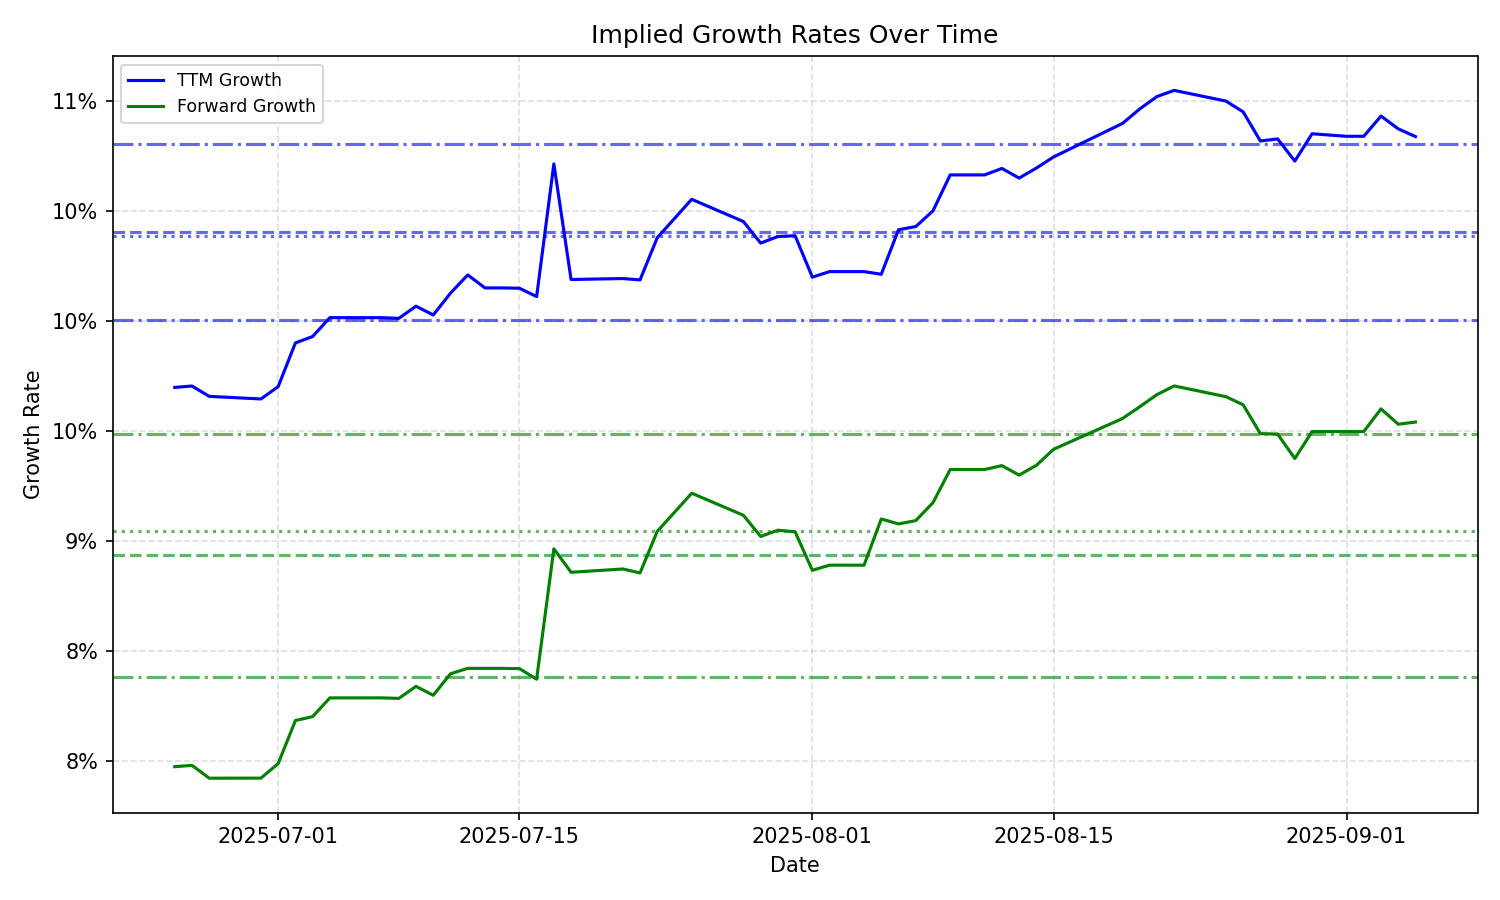 Implied Growth Rates Over Time
TTM Growth
Forward Growth
11%
10%
10%
10%
9%
8%
8%
Growth Rate
2025-07-01
2025-07-15
2025-08-01
2025-08-15
2025-09-01
Date